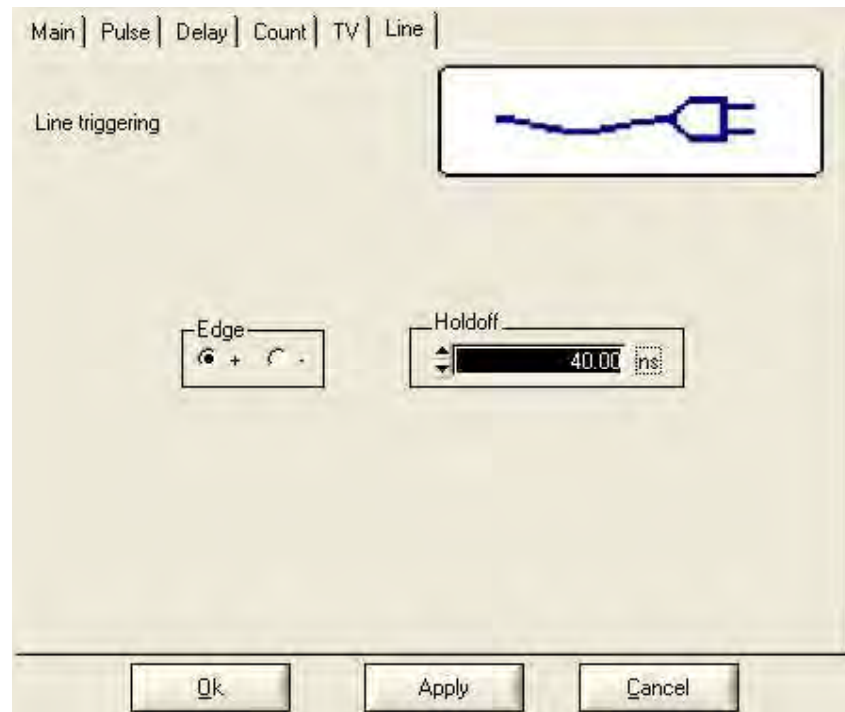 Main Pulse Delay Count TV Line
Line triggering
Edge
+ -
Holdoff
40.00 ns
Ok Apply Cancel